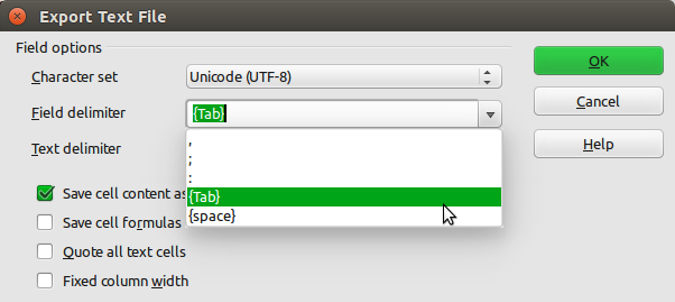 Export Text File
Field options
Character set Unicode (UTF-8)
OK
Field delimiter {Tab}
Cancel
Text delimiter
,
;
:
{Tab}
{space}
Help
Save cell content as
Save cell formulas
Quote all text cells
Fixed column width